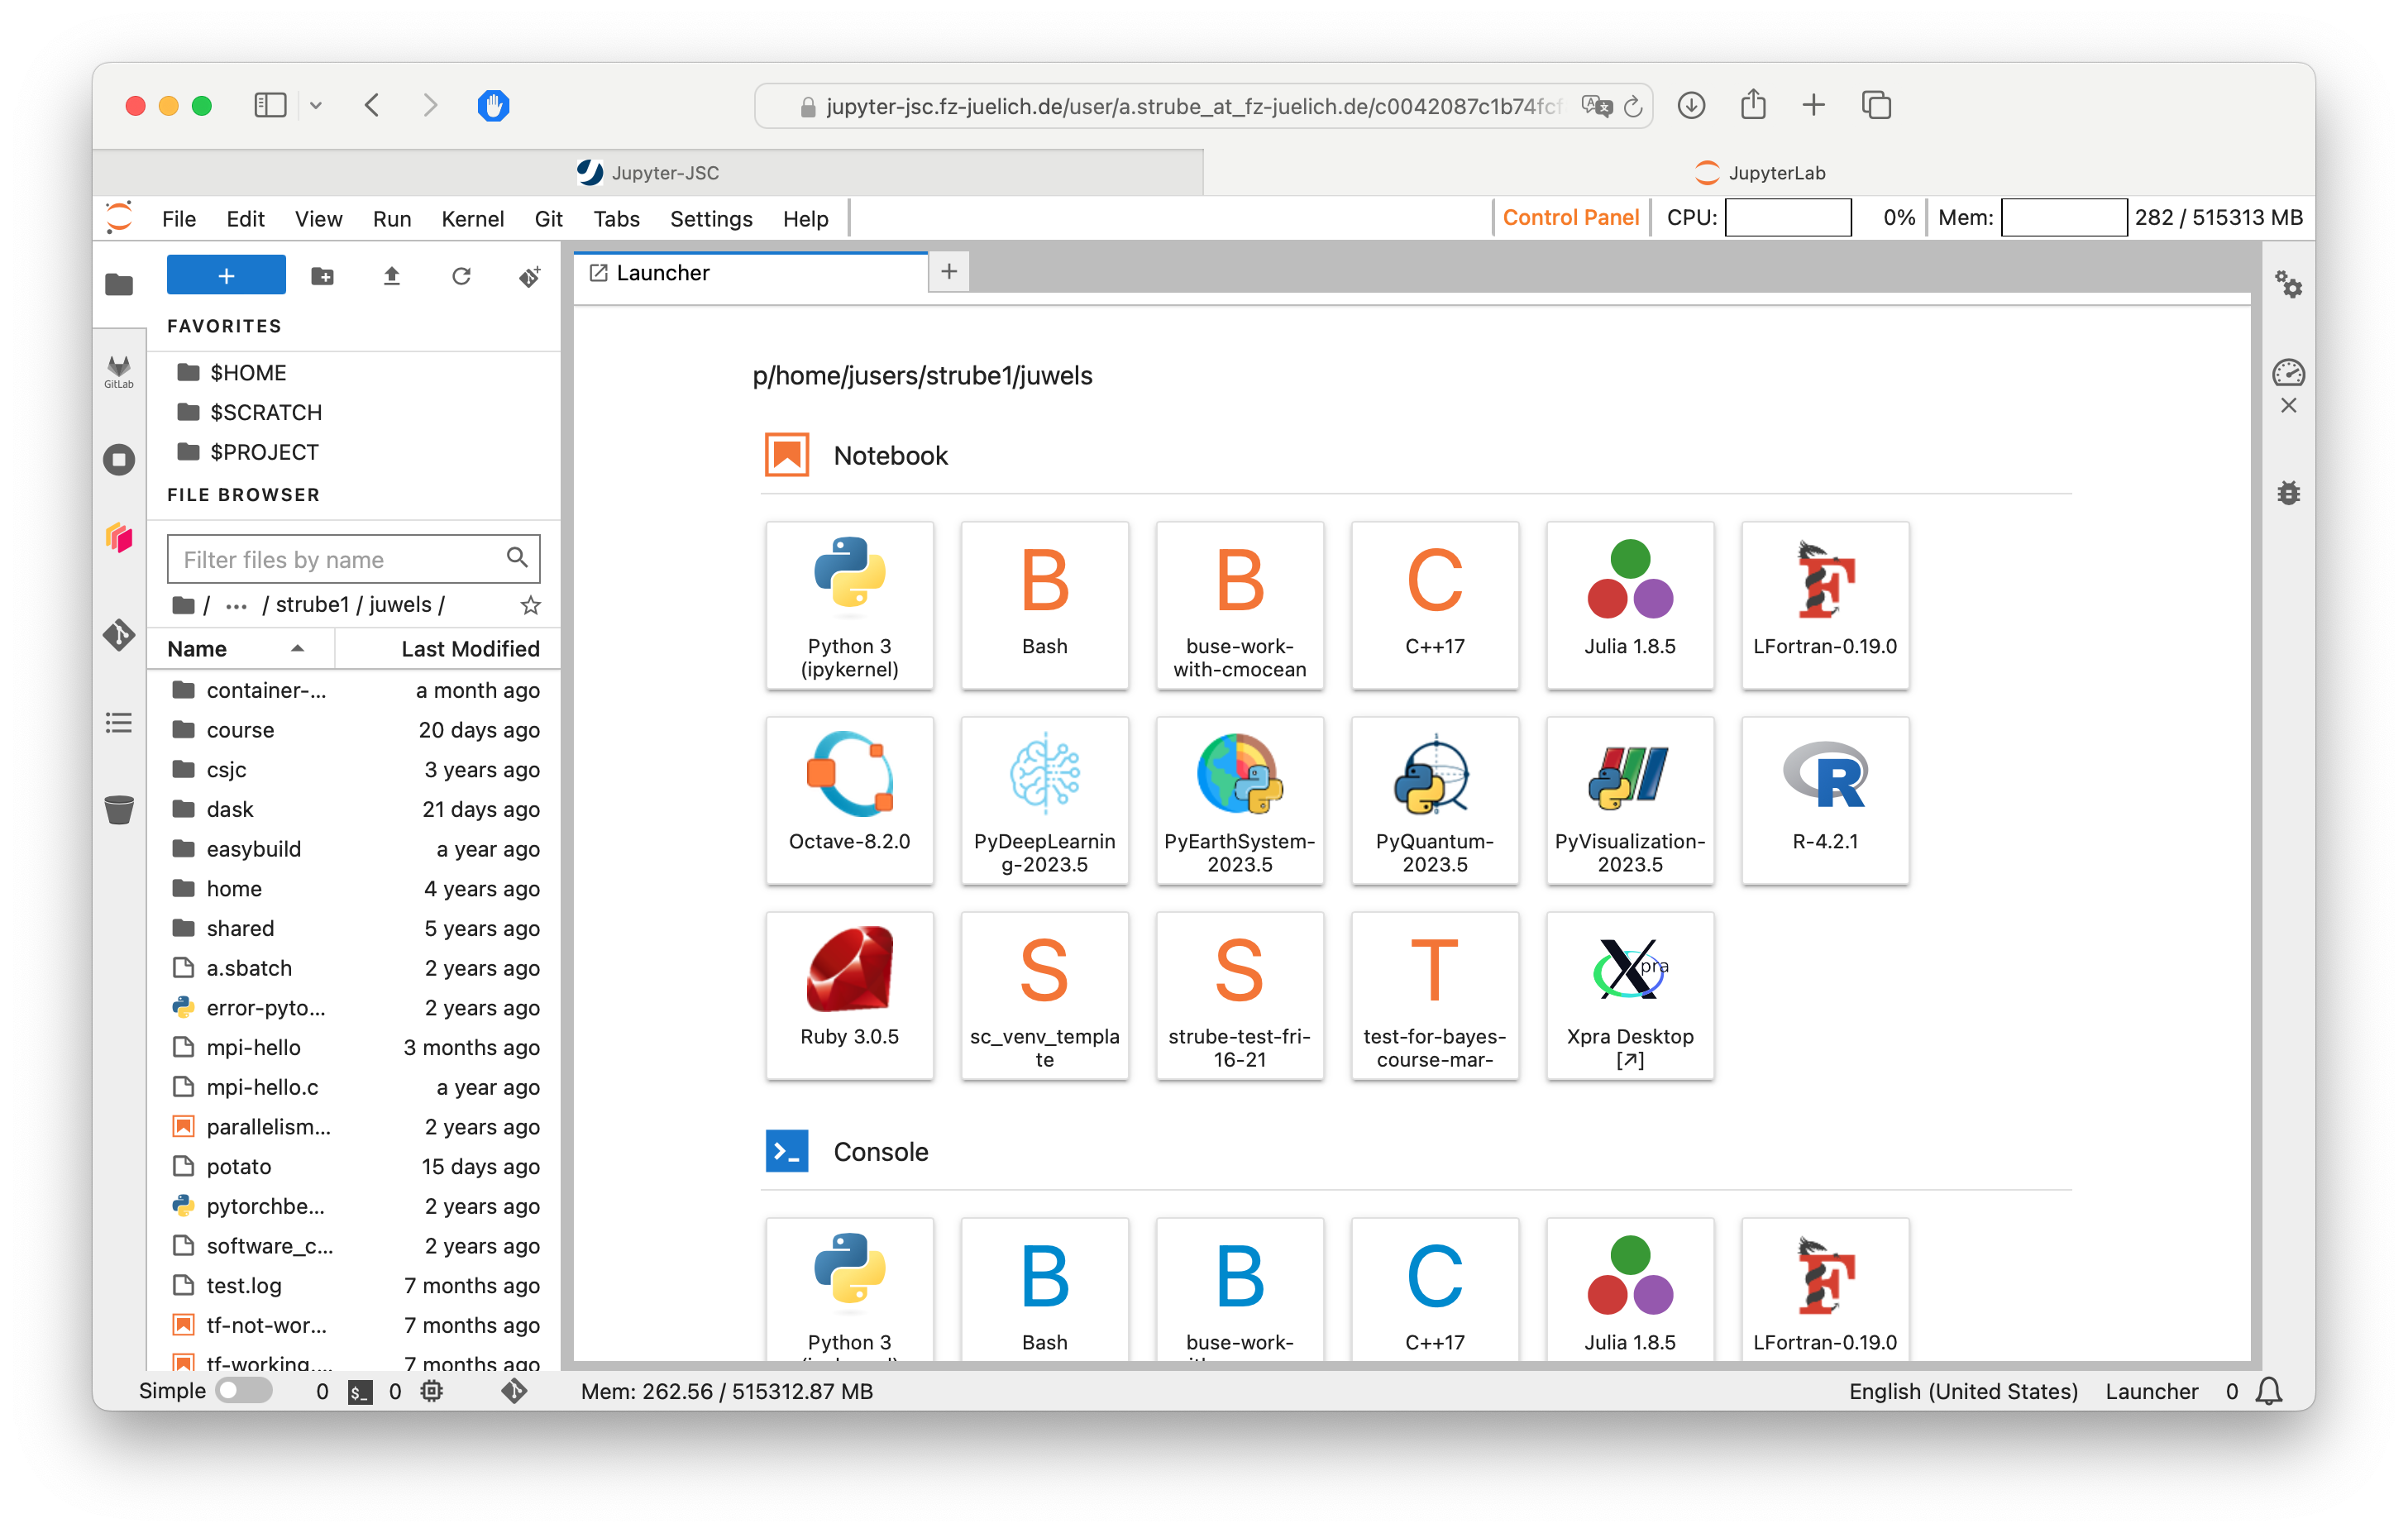 jupyter-jsc.fz-juelich.de/user/a.strube_at_fz-juelich.de/c0042087c1b74fcf
Jupyter-JSC
JupyterLab
File Edit View Run Kernel Git Tabs Settings Help
Control Panel CPU: 0% Mem: 282 / 515313 MB
Launcher
FAVORITES
$HOME
$SCRATCH
$PROJECT
GitLab
FILE BROWSER
Filter files by name
/ ··· / strube1 / juwels /
Name Last Modified
container-... a month ago
course 20 days ago
csjc 3 years ago
dask 21 days ago
easybuild a year ago
home 4 years ago
shared 5 years ago
a.sbatch 2 years ago
error-pyto... 2 years ago
mpi-hello 3 months ago
mpi-hello.c a year ago
parallelism... 2 years ago
potato 15 days ago
pytorchbe... 2 years ago
software_c... 2 years ago
test.log 7 months ago
tf-not-wor... 7 months ago
tf-working.... 7 months ago
p/home/jusers/strube1/juwels
Notebook
Python 3
(ipykernel)
B
Bash
B
buse-work-
with-cmocean
C
C++17
Julia 1.8.5
F
LFortran-0.19.0
Octave-8.2.0
PyDeepLearnin
g-2023.5
PyEarthSystem-
2023.5
PyQuantum-
2023.5
PyVisualization-
2023.5
R
R-4.2.1
Ruby 3.0.5
S
sc_venv_templa
te
S
strube-test-fri-
16-21
T
test-for-bayes-
course-mar-
Xpra
Xpra Desktop
[↗]
Console
Python 3
(ipykernel)
B
Bash
B
buse-work-
C
C++17
Julia 1.8.5
F
LFortran-0.19.0
Simple 0 $_ 0 Mem: 262.56 / 515312.87 MB English (United States) Launcher 0